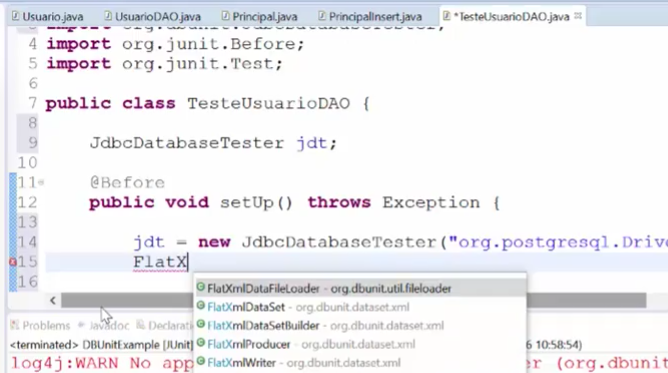 Usuario.java UsuarioDAO.java Principal.java PrincipalInsert.java *TesteUsuarioDAO.java
3 import org.dbunit.JdbcDatabaseTester;
4 import org.junit.Before;
5 import org.junit.Test;
6
7 public class TesteUsuarioDAO {
8
9 JdbcDatabaseTester jdt;
10
11 @Before
12 public void setUp() throws Exception {
13
14 jdt = new JdbcDatabaseTester("org.postgresql.Drive
15 FlatX
16
FlatXmlDataFileLoader - org.dbunit.util.fileloader
FlatXmlDataSet - org.dbunit.dataset.xml
FlatXmlDataSetBuilder - org.dbunit.dataset.xml
FlatXmlProducer - org.dbunit.dataset.xml
FlatXmlWriter - org.dbunit.dataset.xml
Problems Javadoc Declarati
<terminated> DBUnitExample [JUnit] 6 10:58:54)
log4j:WARN No app er (org.dbunit